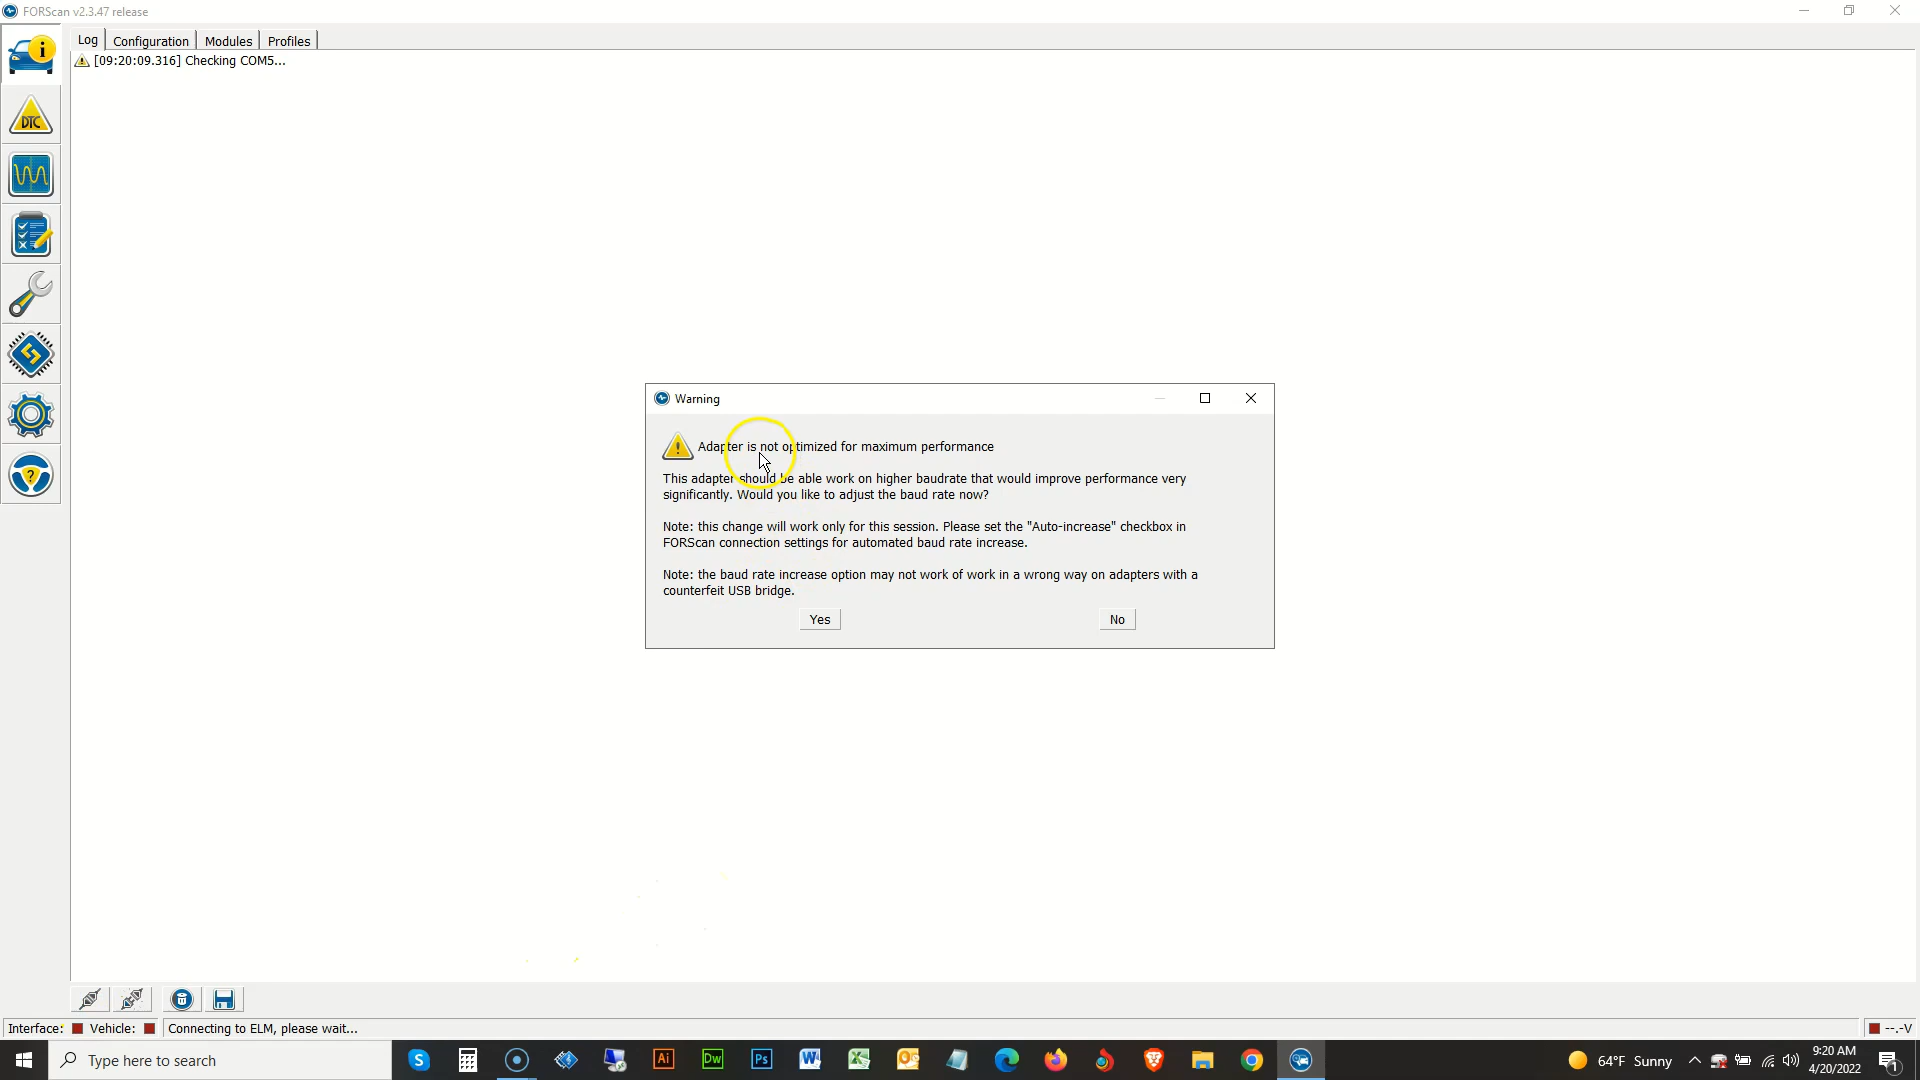 FORScan v2.3.47 release
Log Configuration Modules Profiles
[09:20:09.316] Checking COM5...
DTC
Warning
Adapter is not optimized for maximum performance
This adapter should be able work on higher baudrate that would improve performance very
significantly. Would you like to adjust the baud rate now?
Note: this change will work only for this session. Please set the "Auto-increase" checkbox in
FORScan connection settings for automated baud rate increase.
Note: the baud rate increase option may not work of work in a wrong way on adapters with a
counterfeit USB bridge.
Yes No
Interface: Vehicle: Connecting to ELM, please wait... --.-V
Type here to search
Ai Dw Ps
64°F Sunny
9:20 AM
4/20/2022
1